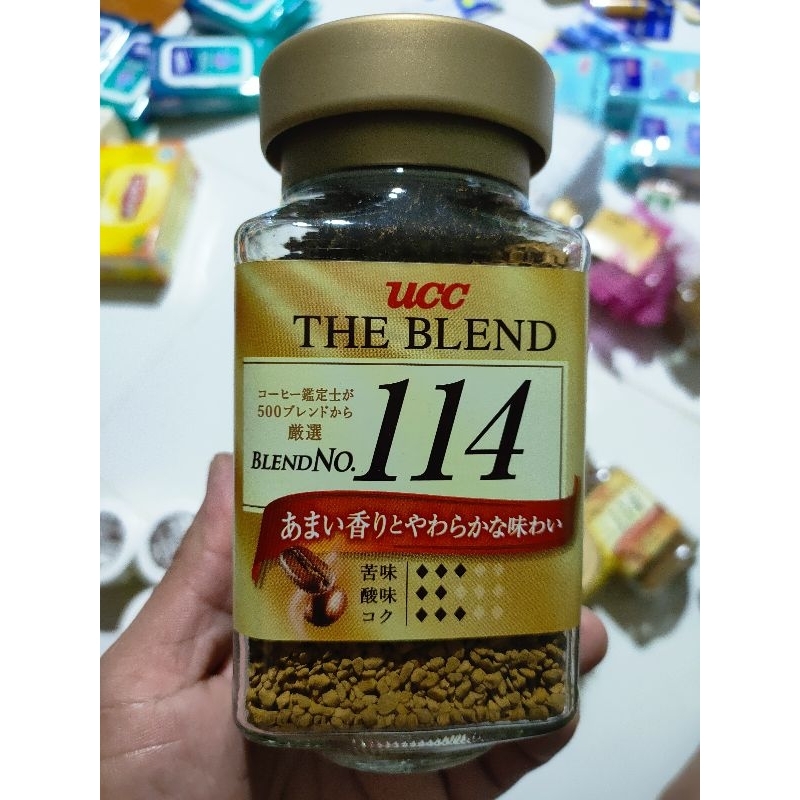 UCC
THE BLEND
コーヒー鑑定士が
500ブレンドから
厳選
BLEND NO. 114
あまい香りとやわらかな味わい
苦味
酸味
コク
114